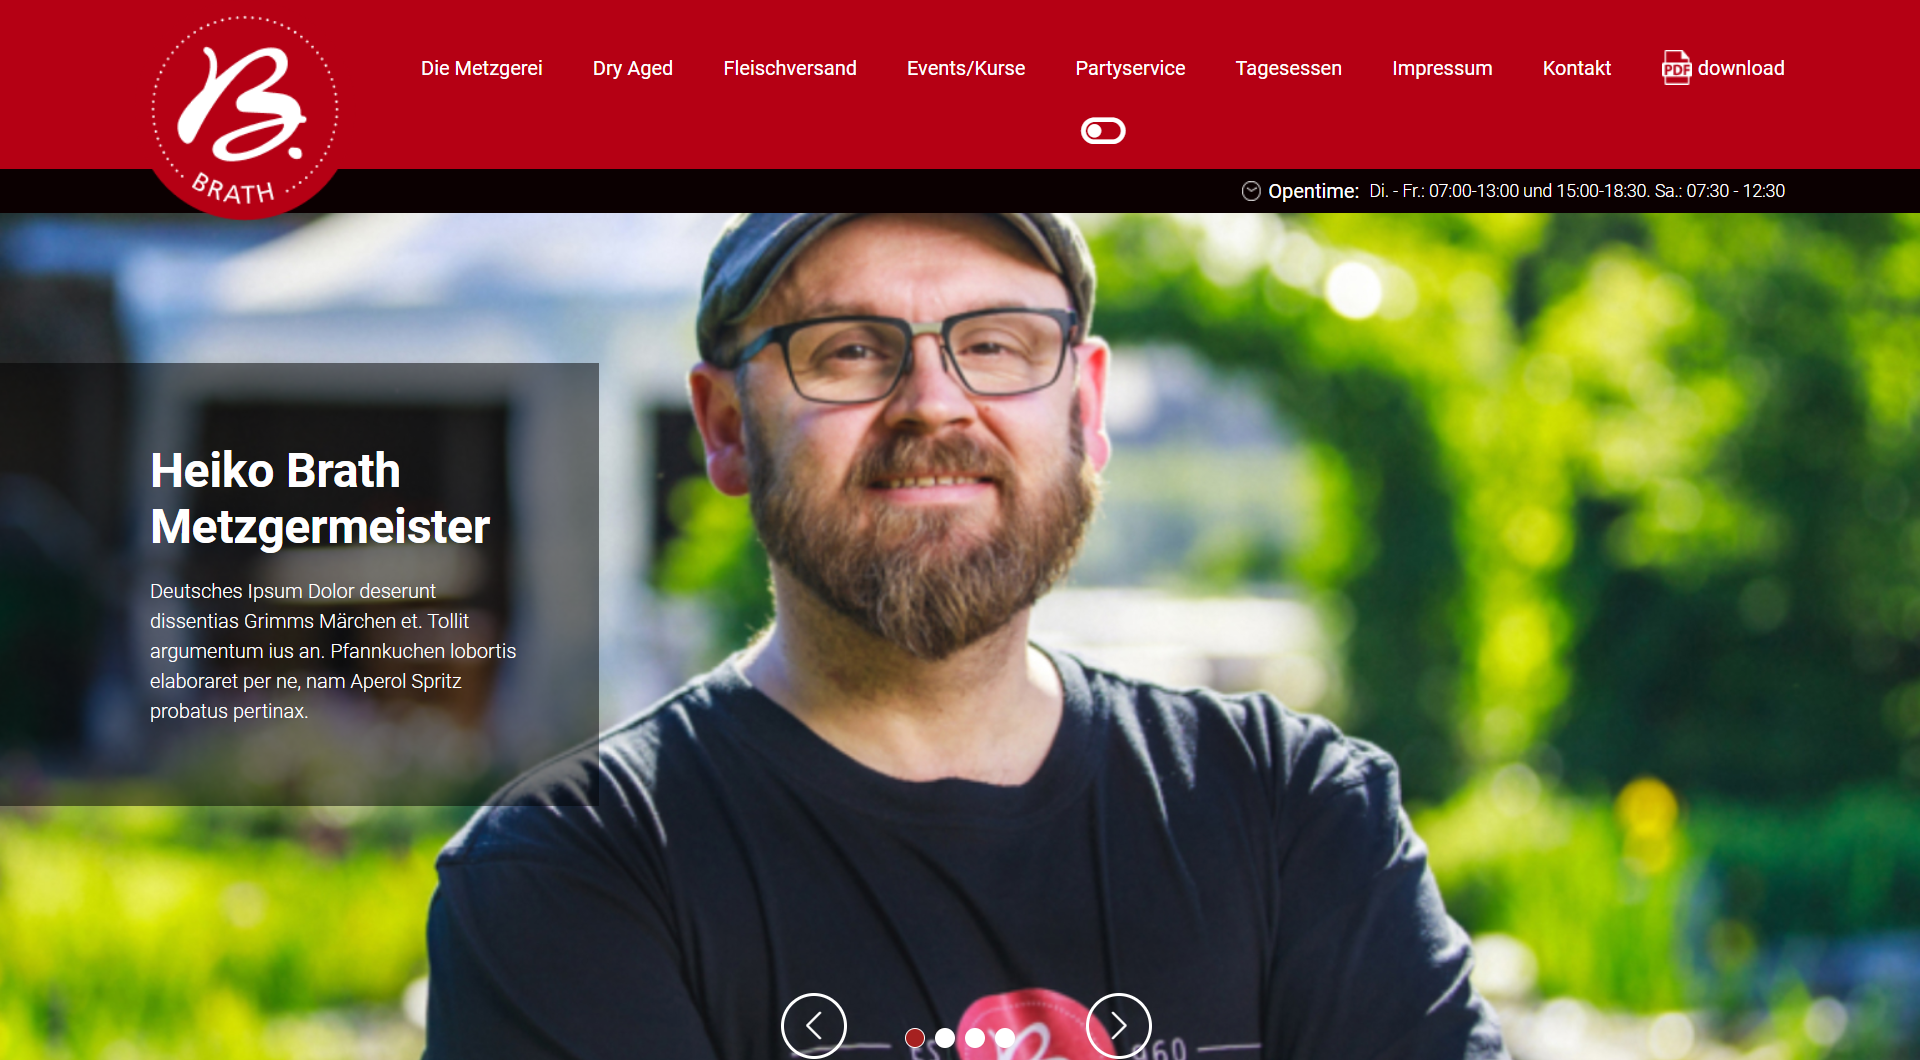 B.
BRATH
Die Metzgerei Dry Aged Fleischversand Events/Kurse Partyservice Tagesessen Impressum Kontakt PDF download
Opentime: Di. - Fr.: 07:00-13:00 und 15:00-18:30. Sa.: 07:30 - 12:30
Heiko Brath
Metzgermeister
Deutsches Ipsum Dolor deserunt
dissentias Grimms Märchen et. Tollit
argumentum ius an. Pfannkuchen lobortis
elaboraret per ne, nam Aperol Spritz
probatus pertinax.